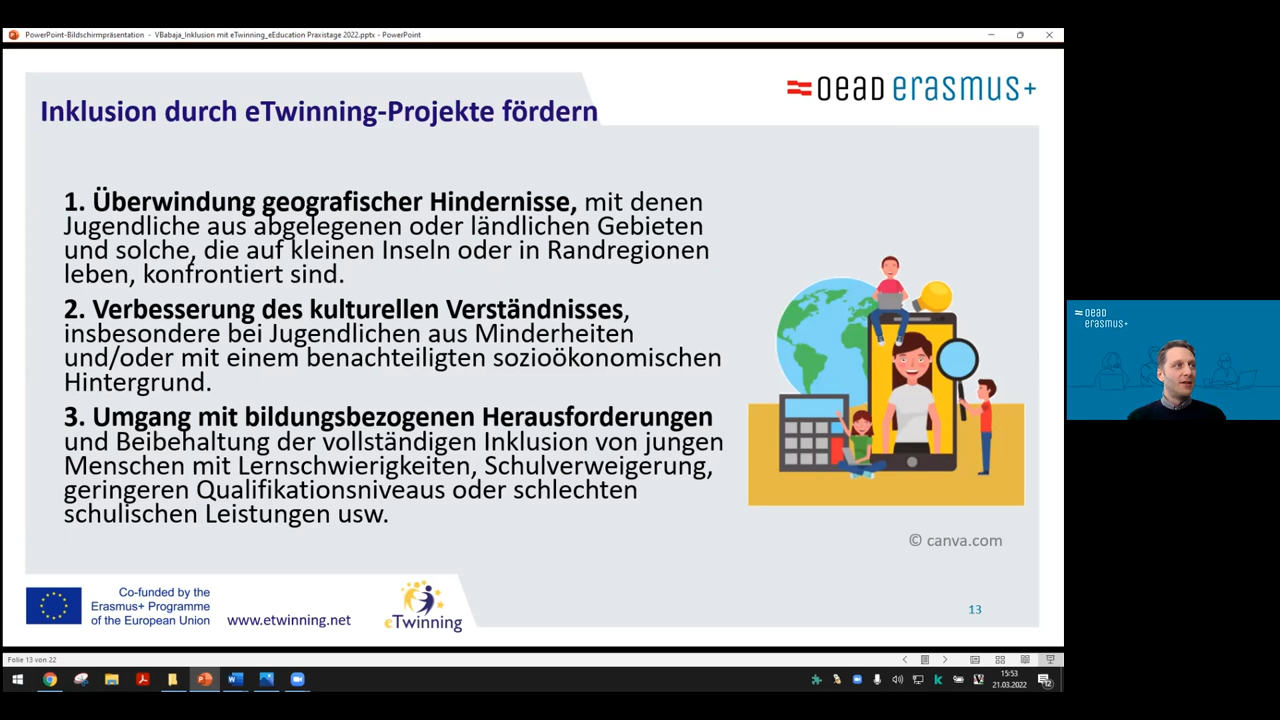 PowerPoint-Bildschirmpräsentation - VBabaja_Inklusion mit eTwinning_eEducation Praxistage 2022.pptx - PowerPoint
Inklusion durch eTwinning-Projekte fördern
oead erasmus+
1. Überwindung geografischer Hindernisse, mit denen
Jugendliche aus abgelegenen oder ländlichen Gebieten
und solche, die auf kleinen Inseln oder in Randregionen
leben, konfrontiert sind.
2. Verbesserung des kulturellen Verständnisses,
insbesondere bei Jugendlichen aus Minderheiten
und/oder mit einem benachteiligten sozioökonomischen
Hintergrund.
3. Umgang mit bildungsbezogenen Herausforderungen
und Beibehaltung der vollständigen Inklusion von jungen
Menschen mit Lernschwierigkeiten, Schulverweigerung,
geringeren Qualifikationsniveaus oder schlechten
schulischen Leistungen usw.
© canva.com
Co-funded by the
Erasmus+ Programme
of the European Union
www.etwinning.net
eTwinning
13
oead
erasmus+
Folie 13 von 22
15:53
21.03.2022
12